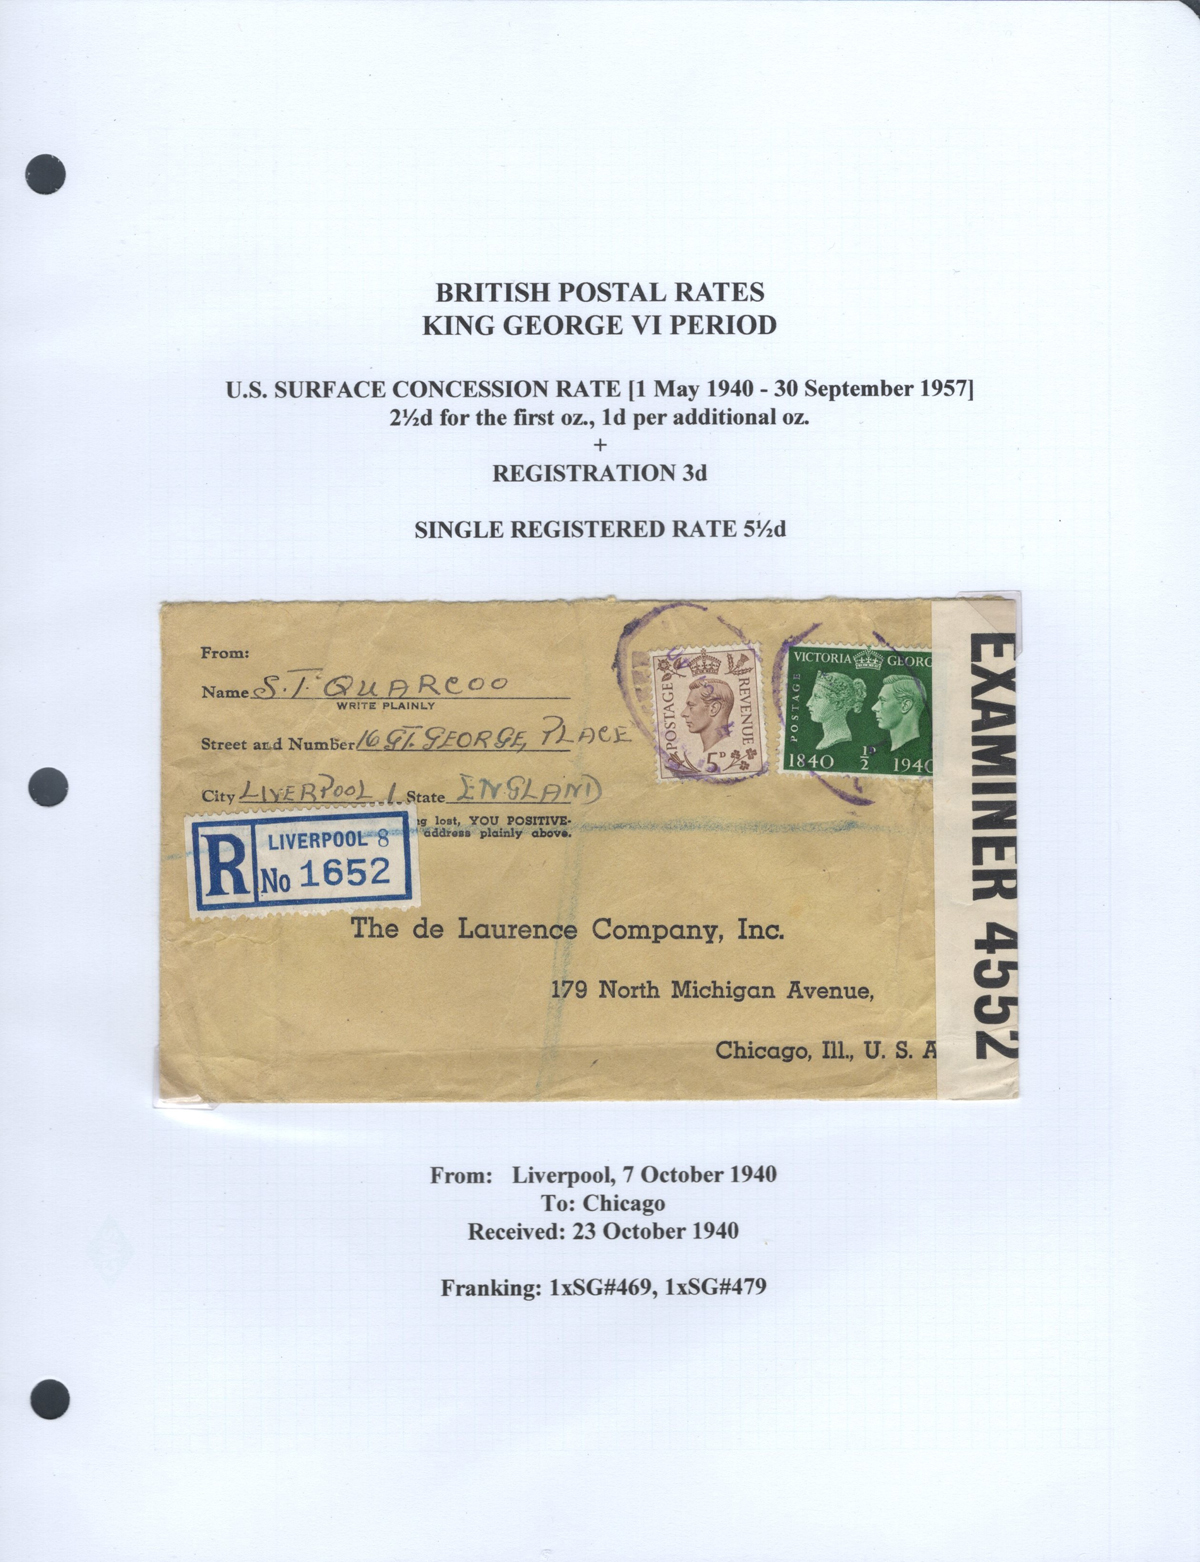 BRITISH POSTAL RATES
KING GEORGE VI PERIOD
U.S. SURFACE CONCESSION RATE [1 May 1940 - 30 September 1957]
2½d for the first oz., 1d per additional oz.
+
REGISTRATION 3d
SINGLE REGISTERED RATE 5½d
From:
Name S.T. QUARCOO
WRITE PLAINLY
Street and Number 16 GT. GEORGE, PLACE
City LIVERPOOL 1. State ENGLAND
ng lost, YOU POSITIVE-
address plainly above.
R LIVERPOOL 8
No 1652
POSTAGE REVENUE
5D
VICTORIA GEORG
POSTAGE
1840 ½D 1940
EXAMINER 4552
The de Laurence Company, Inc.
179 North Michigan Avenue,
Chicago, Ill., U. S. A
From: Liverpool, 7 October 1940
To: Chicago
Received: 23 October 1940
Franking: 1xSG#469, 1xSG#479